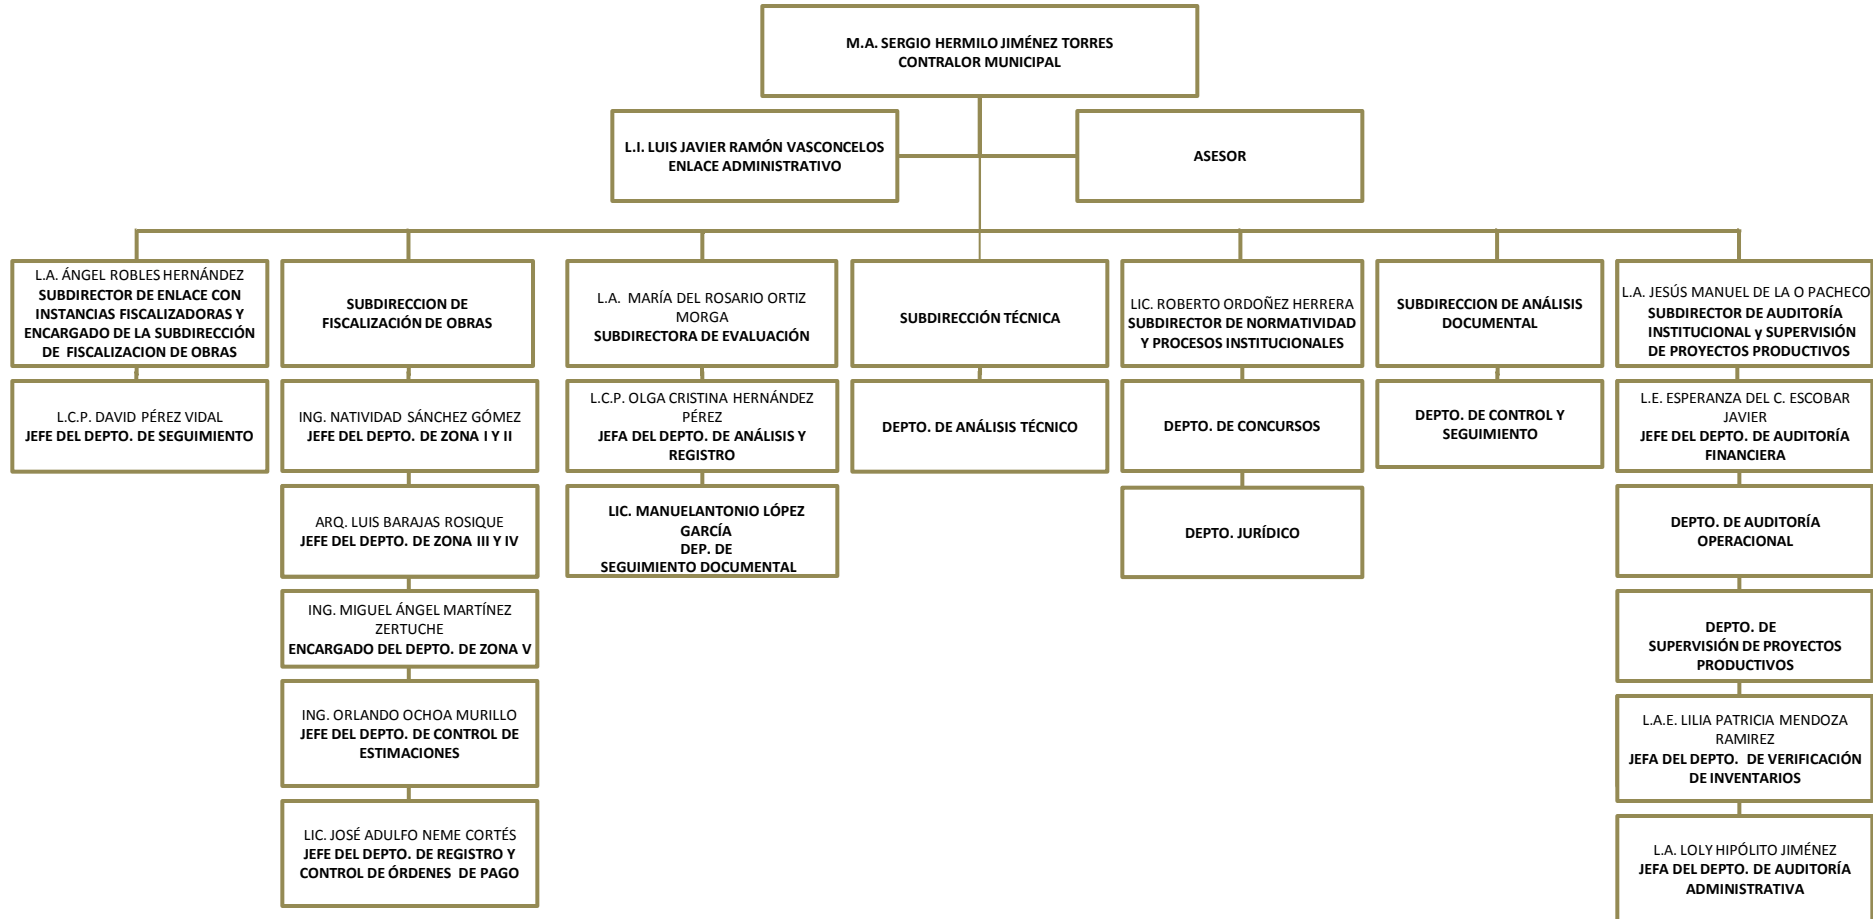 M.A. SERGIO HERMILO JIMÉNEZ TORRES
CONTRALOR MUNICIPAL
L.I. LUIS JAVIER RAMÓN VASCONCELOS
ENLACE ADMINISTRATIVO
ASESOR
L.A. ÁNGEL ROBLES HERNÁNDEZ
SUBDIRECTOR DE ENLACE CON
INSTANCIAS FISCALIZADORAS Y
ENCARGADO DE LA SUBDIRECCIÓN
DE FISCALIZACION DE OBRAS
SUBDIRECCION DE
FISCALIZACIÓN DE OBRAS
L.A. MARÍA DEL ROSARIO ORTIZ
MORGA
SUBDIRECTORA DE EVALUACIÓN
SUBDIRECCIÓN TÉCNICA
LIC. ROBERTO ORDOÑEZ HERRERA
SUBDIRECTOR DE NORMATIVIDAD
Y PROCESOS INSTITUCIONALES
SUBDIRECCION DE ANÁLISIS
DOCUMENTAL
L.A. JESÚS MANUEL DE LA O PACHECO
SUBDIRECTOR DE AUDITORÍA
INSTITUCIONAL y SUPERVISIÓN
DE PROYECTOS PRODUCTIVOS
L.C.P. DAVID PÉREZ VIDAL
JEFE DEL DEPTO. DE SEGUIMIENTO
ING. NATIVIDAD SÁNCHEZ GÓMEZ
JEFE DEL DEPTO. DE ZONA I Y II
L.C.P. OLGA CRISTINA HERNÁNDEZ
PÉREZ
JEFA DEL DEPTO. DE ANÁLISIS Y
REGISTRO
DEPTO. DE ANÁLISIS TÉCNICO
DEPTO. DE CONCURSOS
DEPTO. DE CONTROL Y
SEGUIMIENTO
L.E. ESPERANZA DEL C. ESCOBAR
JAVIER
JEFE DEL DEPTO. DE AUDITORÍA
FINANCIERA
ARQ. LUIS BARAJAS ROSIQUE
JEFE DEL DEPTO. DE ZONA III Y IV
LIC. MANUELANTONIO LÓPEZ
GARCÍA
DEP. DE
SEGUIMIENTO DOCUMENTAL
DEPTO. JURÍDICO
DEPTO. DE AUDITORÍA
OPERACIONAL
ING. MIGUEL ÁNGEL MARTÍNEZ
ZERTUCHE
ENCARGADO DEL DEPTO. DE ZONA V
DEPTO. DE
SUPERVISIÓN DE PROYECTOS
PRODUCTIVOS
ING. ORLANDO OCHOA MURILLO
JEFE DEL DEPTO. DE CONTROL DE
ESTIMACIONES
L.A.E. LILIA PATRICIA MENDOZA
RAMIREZ
JEFA DEL DEPTO. DE VERIFICACIÓN
DE INVENTARIOS
LIC. JOSÉ ADULFO NEME CORTÉS
JEFE DEL DEPTO. DE REGISTRO Y
CONTROL DE ÓRDENES DE PAGO
L.A. LOLY HIPÓLITO JIMÉNEZ
JEFA DEL DEPTO. DE AUDITORÍA
ADMINISTRATIVA